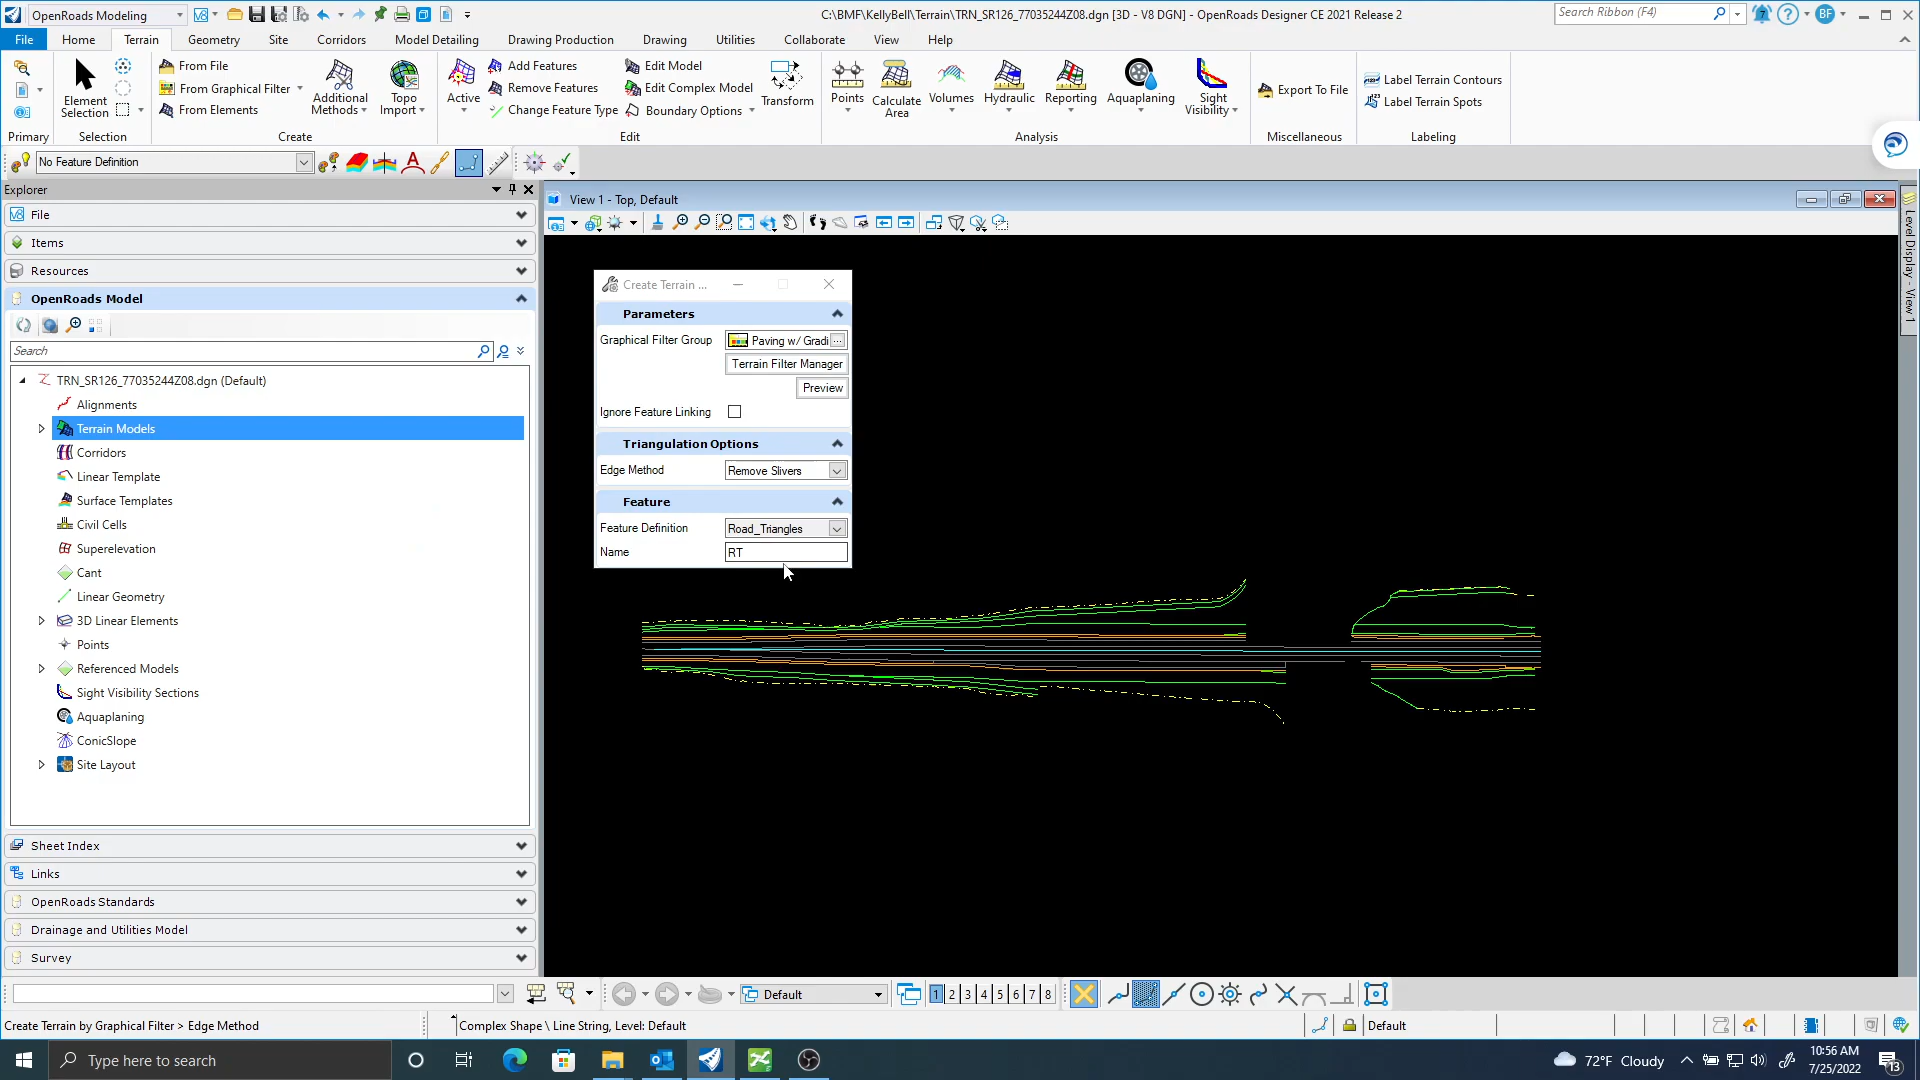 OpenRoads Modeling
C:\BMF\KellyBell\Terrain\TRN_SR126_77035244Z08.dgn [3D - V8 DGN] - OpenRoads Designer CE 2021 Release 2
Search Ribbon (F4)
BF
File Home Terrain Geometry Site Corridors Model Detailing Drawing Production Drawing Utilities Collaborate View Help
Element Selection
From File
From Graphical Filter
From Elements
Additional Methods
Topo Import
Active
Add Features
Remove Features
Change Feature Type
Edit Model
Edit Complex Model
Boundary Options
Transform
Points
Calculate Area
Volumes
Hydraulic
Reporting
Aquaplaning
Sight Visibility
Export To File
Label Terrain Contours
Label Terrain Spots
Primary Selection Create Edit Analysis Miscellaneous Labeling
No Feature Definition
Explorer
File
Items
Resources
OpenRoads Model
Search
TRN_SR126_77035244Z08.dgn (Default)
Alignments
Terrain Models
Corridors
Linear Template
Surface Templates
Civil Cells
Superelevation
Cant
Linear Geometry
3D Linear Elements
Points
Referenced Models
Sight Visibility Sections
Aquaplaning
ConicSlope
Site Layout
Sheet Index
Links
OpenRoads Standards
Drainage and Utilities Model
Survey
View 1 - Top, Default
Level Display - View 1
Create Terrain ...
Parameters
Graphical Filter Group Paving w/ Gradi ...
Terrain Filter Manager
Preview
Ignore Feature Linking
Triangulation Options
Edge Method Remove Slivers
Feature
Feature Definition Road_Triangles
Name RT
Default
1 2 3 4 5 6 7 8
Create Terrain by Graphical Filter > Edge Method
Complex Shape \ Line String, Level: Default
Default
Type here to search
72°F Cloudy
10:56 AM
7/25/2022
13